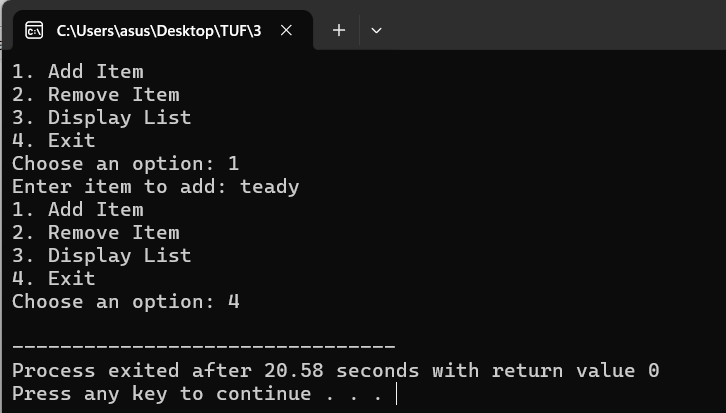 C:\Users\asus\Desktop\TUF\3
1. Add Item
2. Remove Item
3. Display List
4. Exit
Choose an option: 1
Enter item to add: teady
1. Add Item
2. Remove Item
3. Display List
4. Exit
Choose an option: 4
--------------------------------
Process exited after 20.58 seconds with return value 0
Press any key to continue . . .